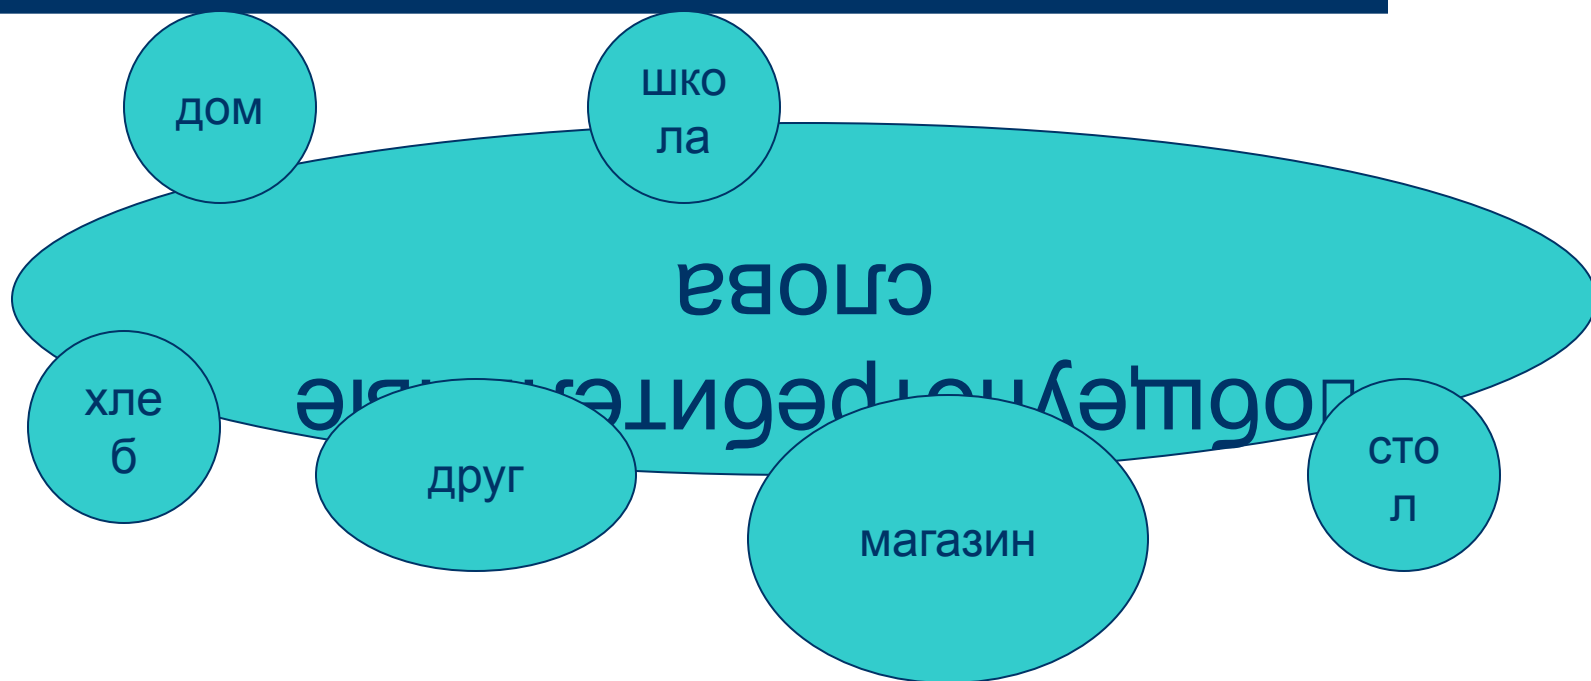 дом
шко
ла
общеупотребительные
слова
хле
б
друг
магазин
сто
л